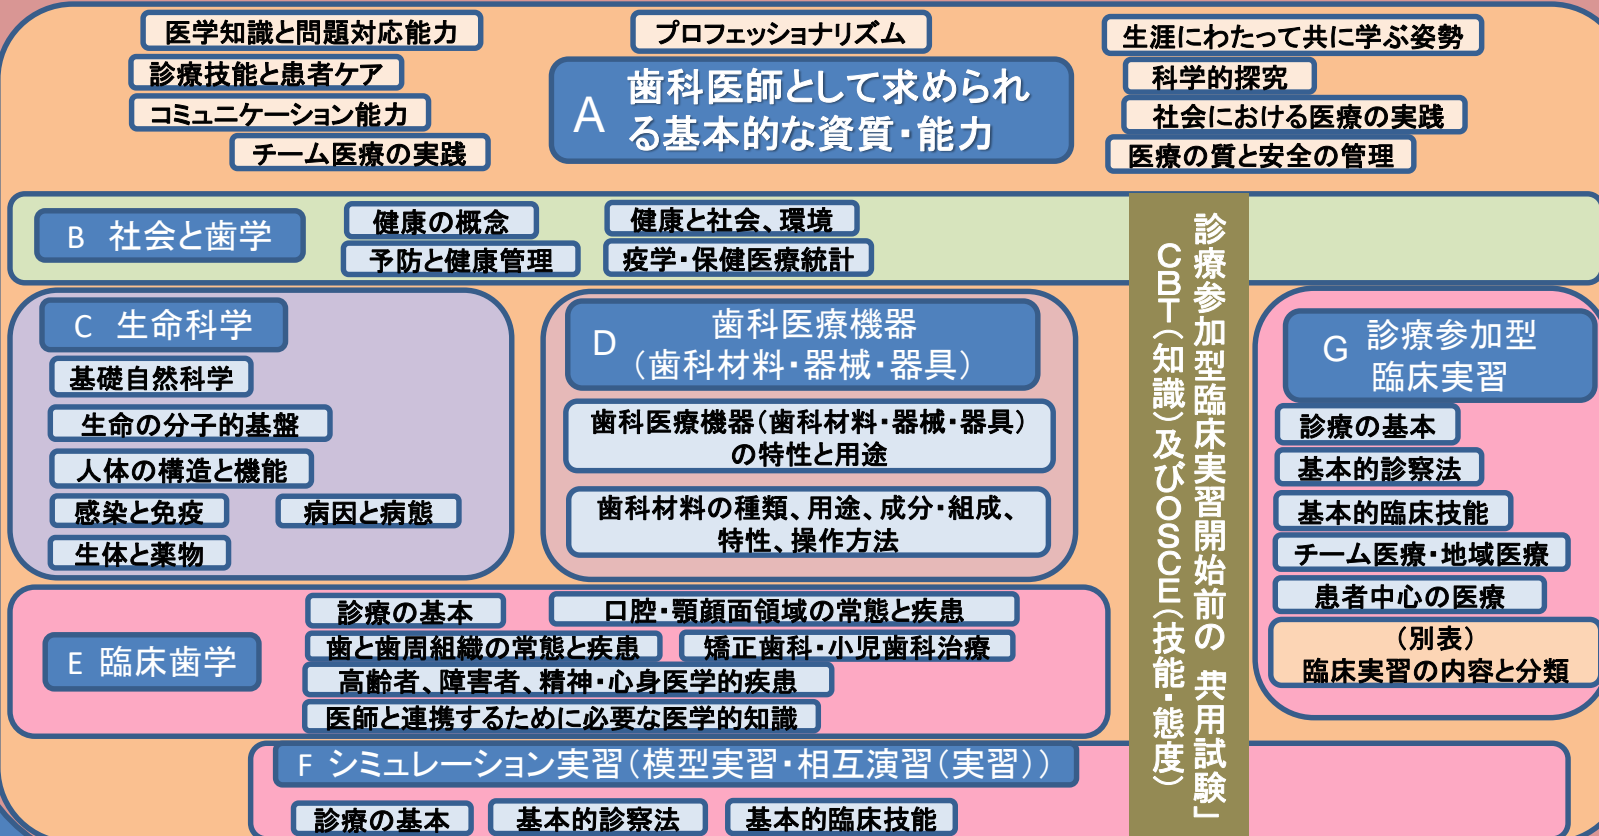 医学知識と問題対応能力
診療技能と患者ケア
コミュニケーション能力
チーム医療の実践
プロフェッショナリズム
A 歯科医師として求められ
る基本的な資質・能力
生涯にわたって共に学ぶ姿勢
科学的探究
社会における医療の実践
医療の質と安全の管理
B 社会と歯学
健康の概念
健康と社会、環境
予防と健康管理
疫学・保健医療統計
C 生命科学
基礎自然科学
生命の分子的基盤
人体の構造と機能
感染と免疫
病因と病態
生体と薬物
D 歯科医療機器
（歯科材料・器械・器具）
歯科医療機器（歯科材料・器械・器具）
の特性と用途
歯科材料の種類、用途、成分・組成、
特性、操作方法
E 臨床歯学
診療の基本
口腔・顎顔面領域の常態と疾患
歯と歯周組織の常態と疾患
矯正歯科・小児歯科治療
高齢者、障害者、精神・心身医学的疾患
医師と連携するために必要な医学的知識
F シミュレーション実習（模型実習・相互演習（実習））
診療の基本
基本的診察法
基本的臨床技能
診療参加型臨床実習開始前の「共用試験」
CBT（知識）及びOSCE（技能・態度）
G 診療参加型
臨床実習
診療の基本
基本的診察法
基本的臨床技能
チーム医療・地域医療
患者中心の医療
（別表）
臨床実習の内容と分類